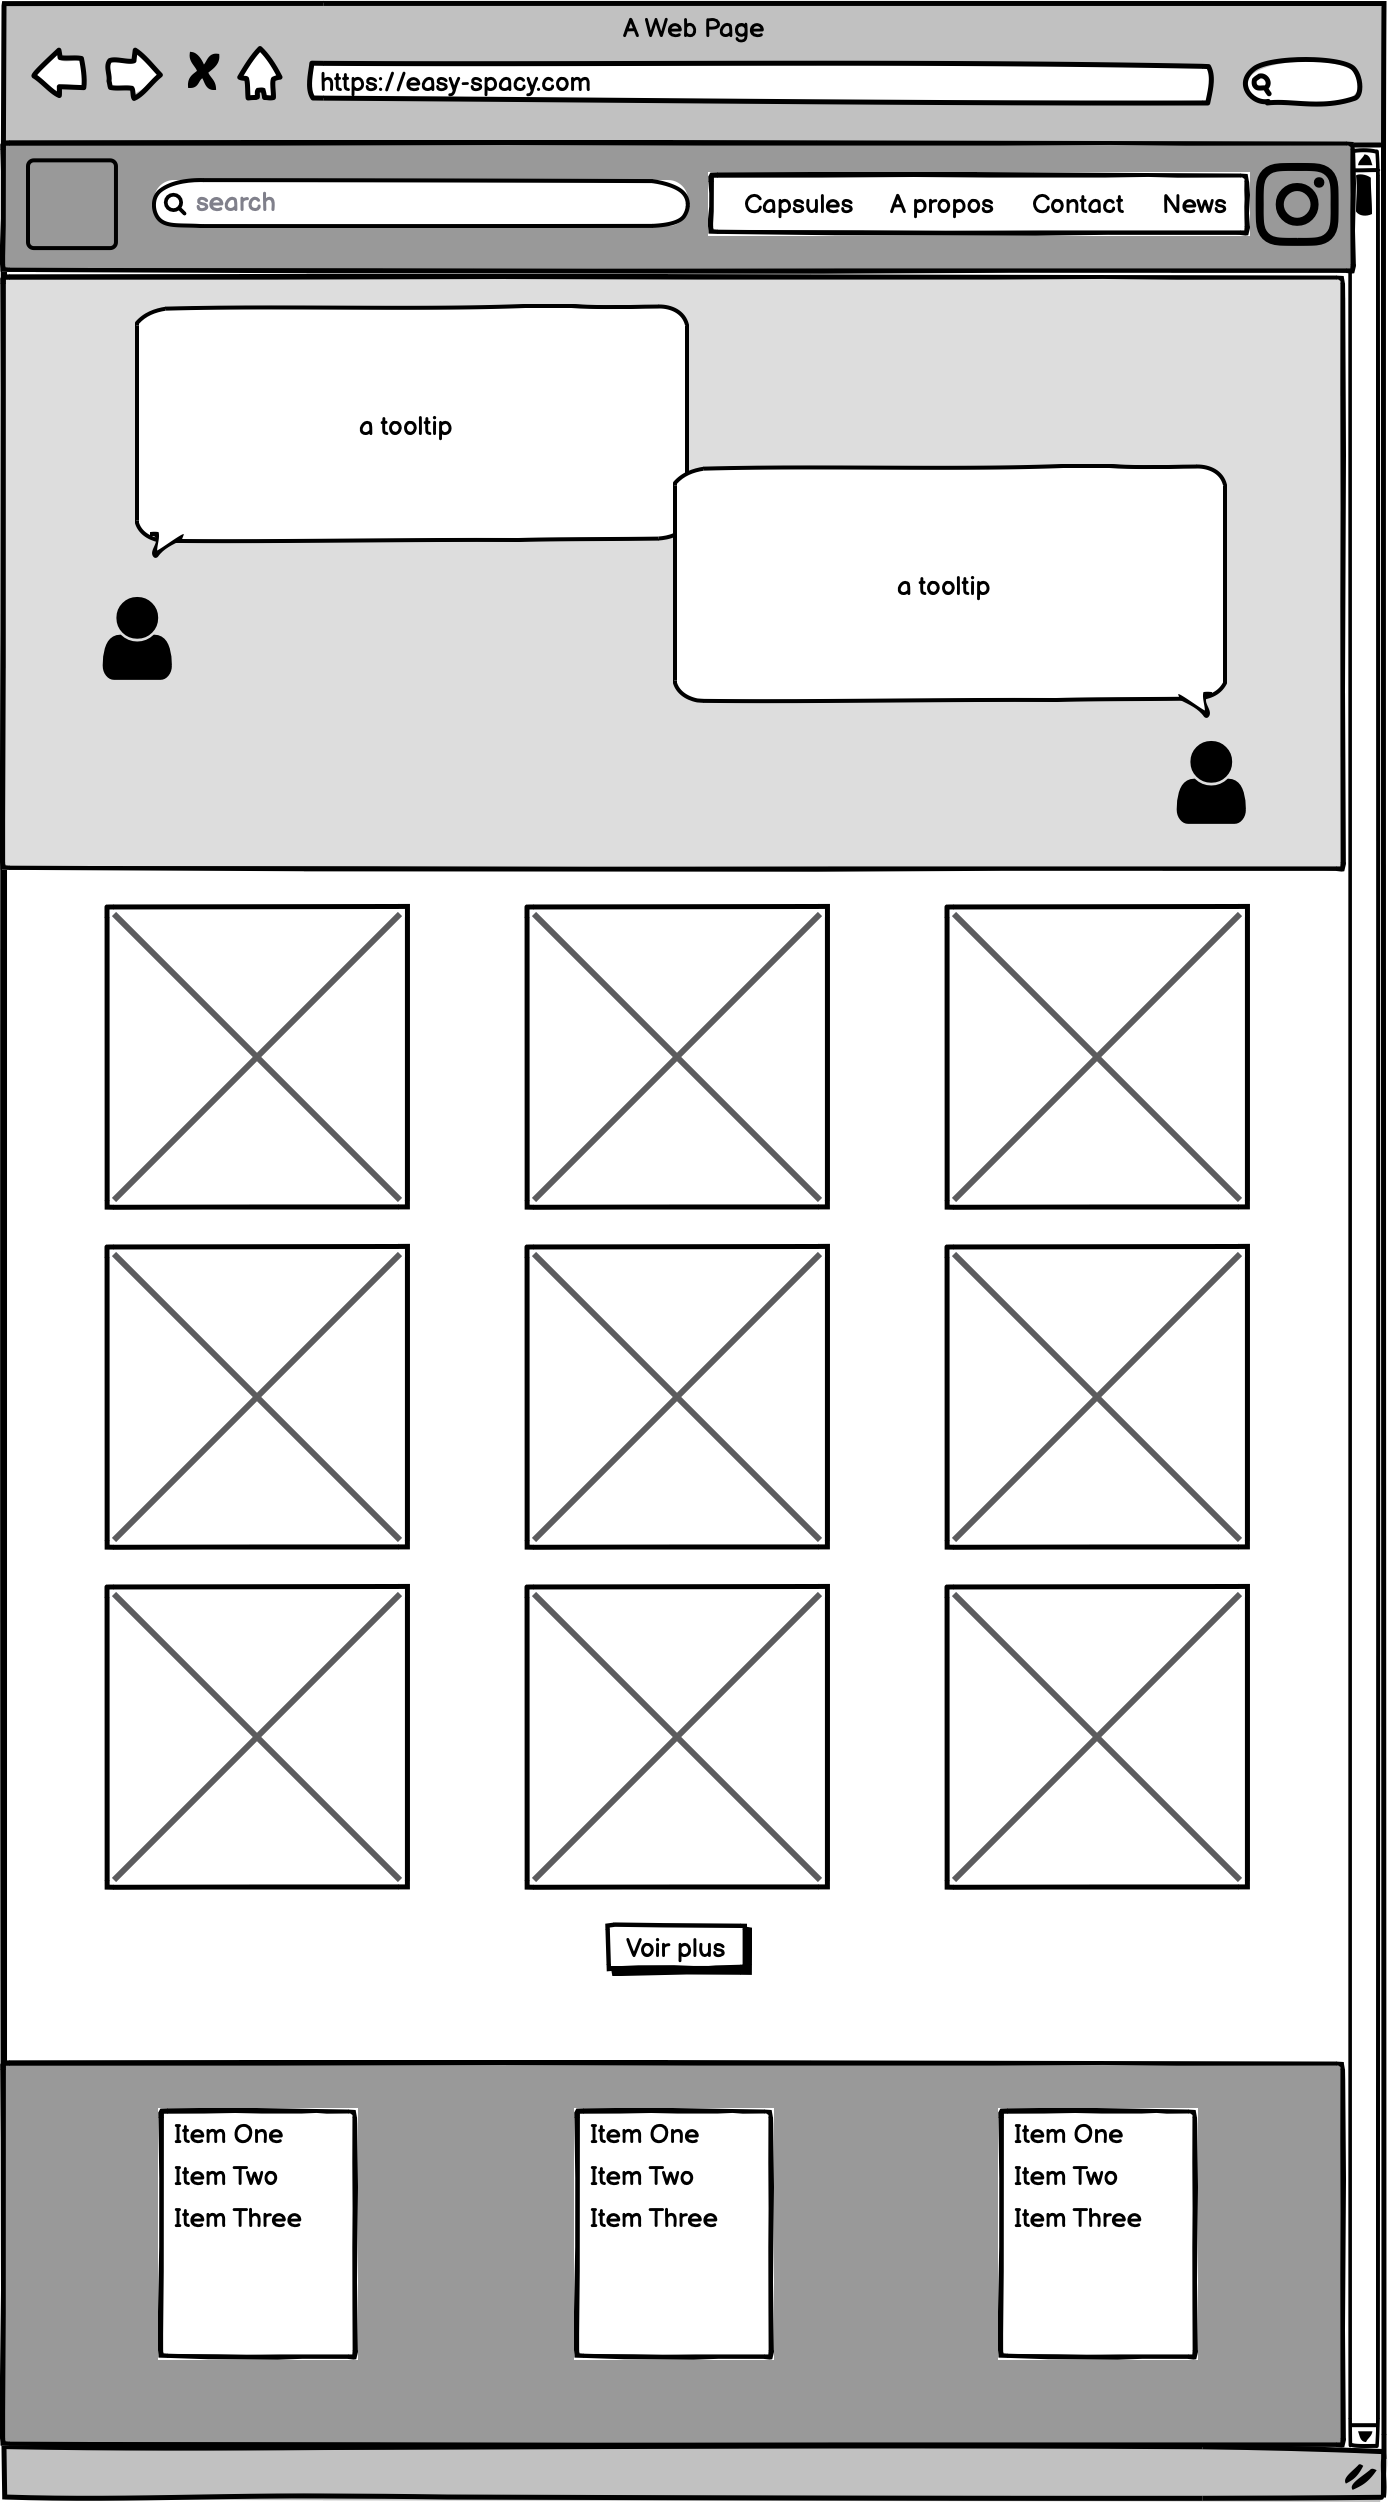 A Web Page
https://easy-spacy.com
search
Capsules A propos Contact News
a tooltip
a tooltip
Voir plus
Item One
Item Two
Item Three
Item One
Item Two
Item Three
Item One
Item Two
Item Three